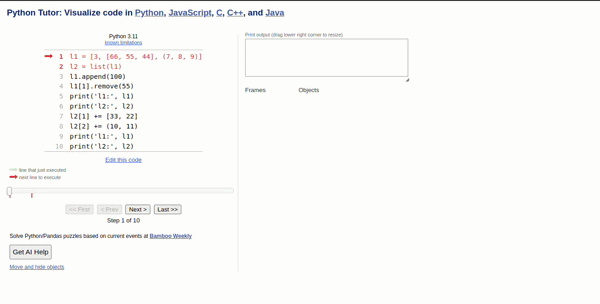 Python Tutor: Visualize code in Python, JavaScript, C, C++, and Java
Python 3.11
known limitations
1 l1 = [3, [66, 55, 44], (7, 8, 9)]
2 l2 = list(l1)
3 l1.append(100)
4 l1[1].remove(55)
5 print('l1:', l1)
6 print('l2:', l2)
7 l2[1] += [33, 22]
8 l2[2] += (10, 11)
9 print('l1:', l1)
10 print('l2:', l2)
Edit this code
line that just executed
next line to execute
<< First < Prev Next > Last >>
Step 1 of 10
Solve Python/Pandas puzzles based on current events at Bamboo Weekly
Get AI Help
Move and hide objects
Print output (drag lower right corner to resize)
Frames Objects